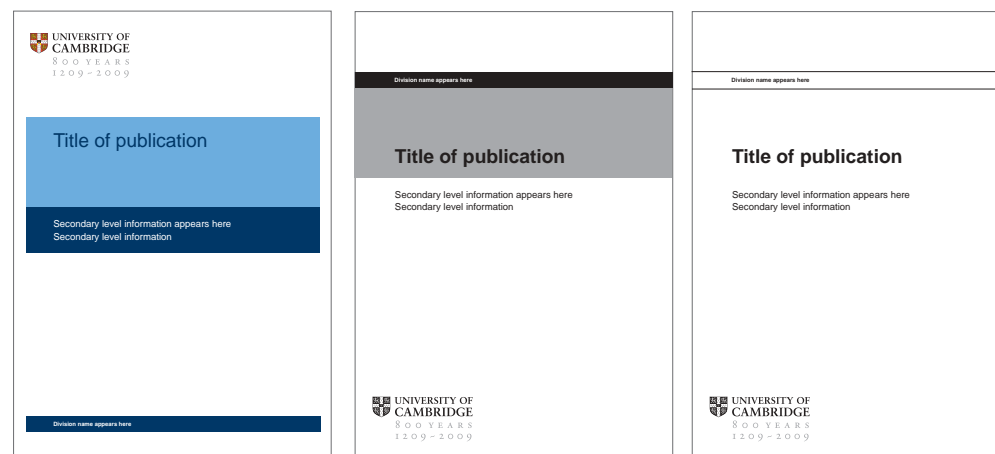 UNIVERSITY OF
CAMBRIDGE
800 YEARS
1209~2009
Title of publication
Secondary level information appears here
Secondary level information
Division name appears here
Division name appears here
Title of publication
Secondary level information appears here
Secondary level information
UNIVERSITY OF
CAMBRIDGE
800 YEARS
1209~2009
Division name appears here
Title of publication
Secondary level information appears here
Secondary level information
UNIVERSITY OF
CAMBRIDGE
800 YEARS
1209~2009